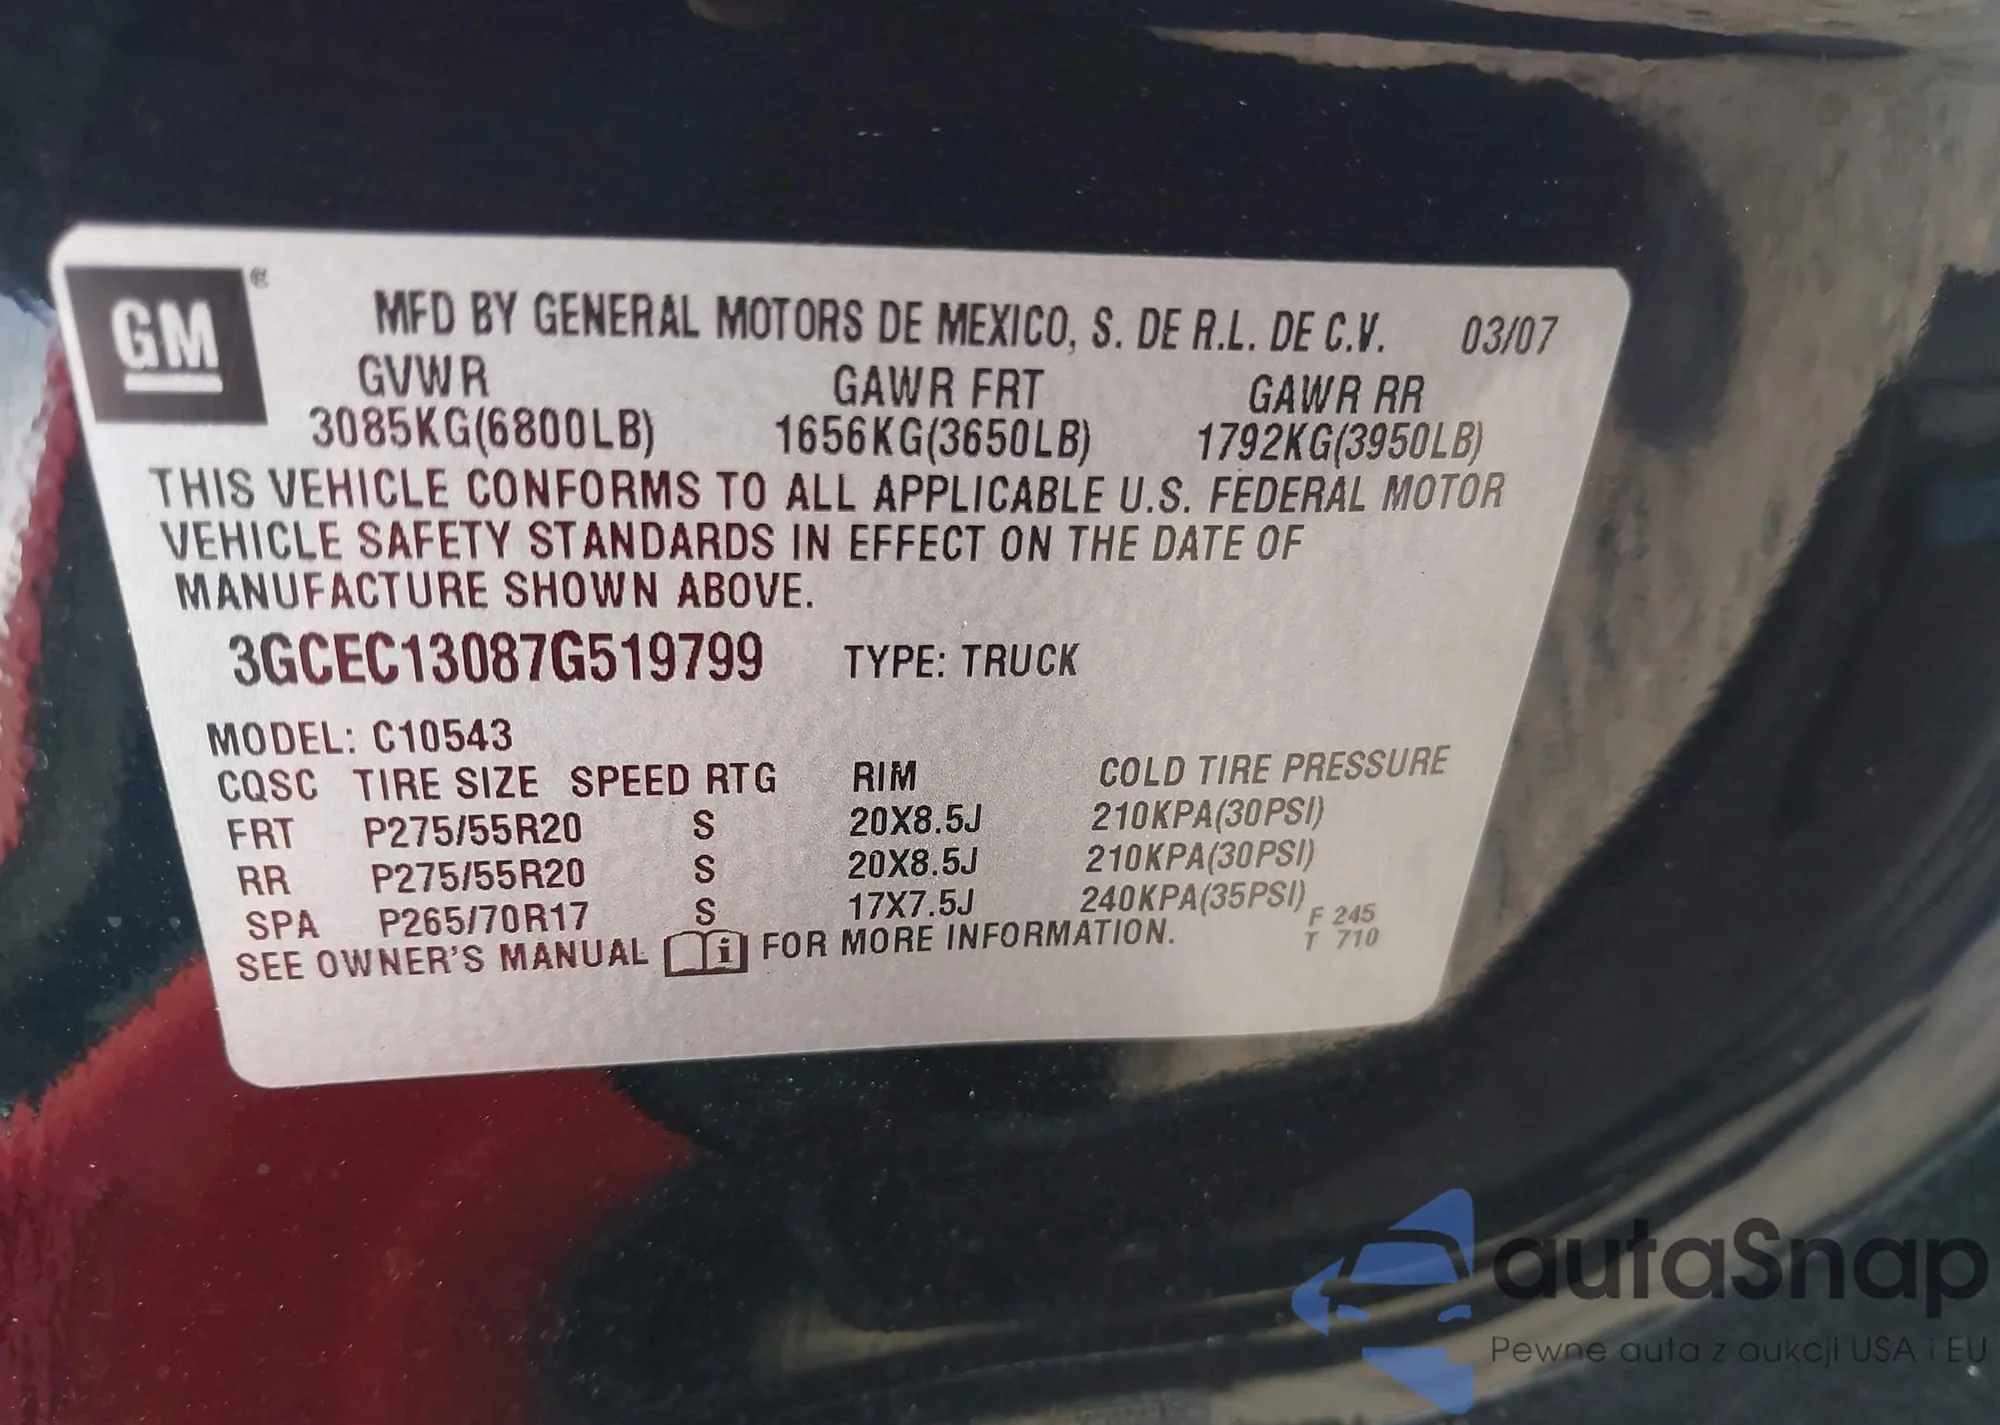 GM ®
MFD BY GENERAL MOTORS DE MEXICO, S. DE R.L. DE C.V. 03/07
GVWR GAWR FRT GAWR RR
3085KG(6800LB) 1656KG(3650LB) 1792KG(3950LB)
THIS VEHICLE CONFORMS TO ALL APPLICABLE U.S. FEDERAL MOTOR
VEHICLE SAFETY STANDARDS IN EFFECT ON THE DATE OF
MANUFACTURE SHOWN ABOVE.
3GCEC13087G519799 TYPE: TRUCK
MODEL: C10543
CQSC TIRE SIZE SPEED RTG RIM COLD TIRE PRESSURE
FRT P275/55R20 S 20X8.5J 210KPA(30PSI)
RR P275/55R20 S 20X8.5J 210KPA(30PSI)
SPA P265/70R17 S 17X7.5J 240KPA(35PSI)
F 245
T 710
SEE OWNER'S MANUAL i FOR MORE INFORMATION.
autaSnap
Pewne auta z aukcji USA i EU